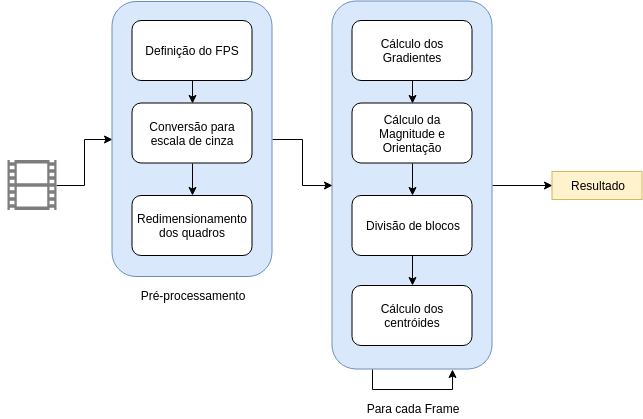 Definição do FPS
Conversão para
escala de cinza
Redimensionamento
dos quadros
Pré-processamento
Cálculo dos
Gradientes
Cálculo da
Magnitude e
Orientação
Divisão de blocos
Cálculo dos
centróides
Para cada Frame
Resultado